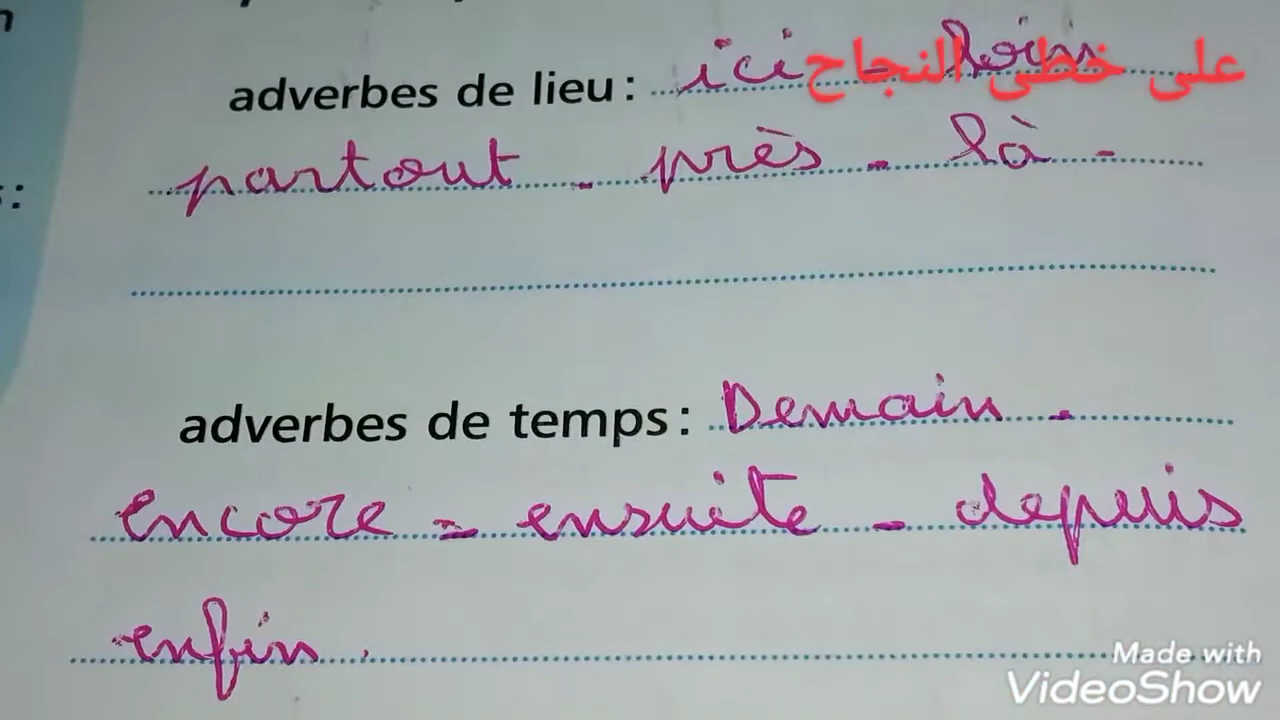 adverbes de lieu : ici - loin
على خطى النجاح
partout - près - là -
adverbes de temps : Demain -
encore - ensuite - depuis
enfin.
Made with
VideoShow